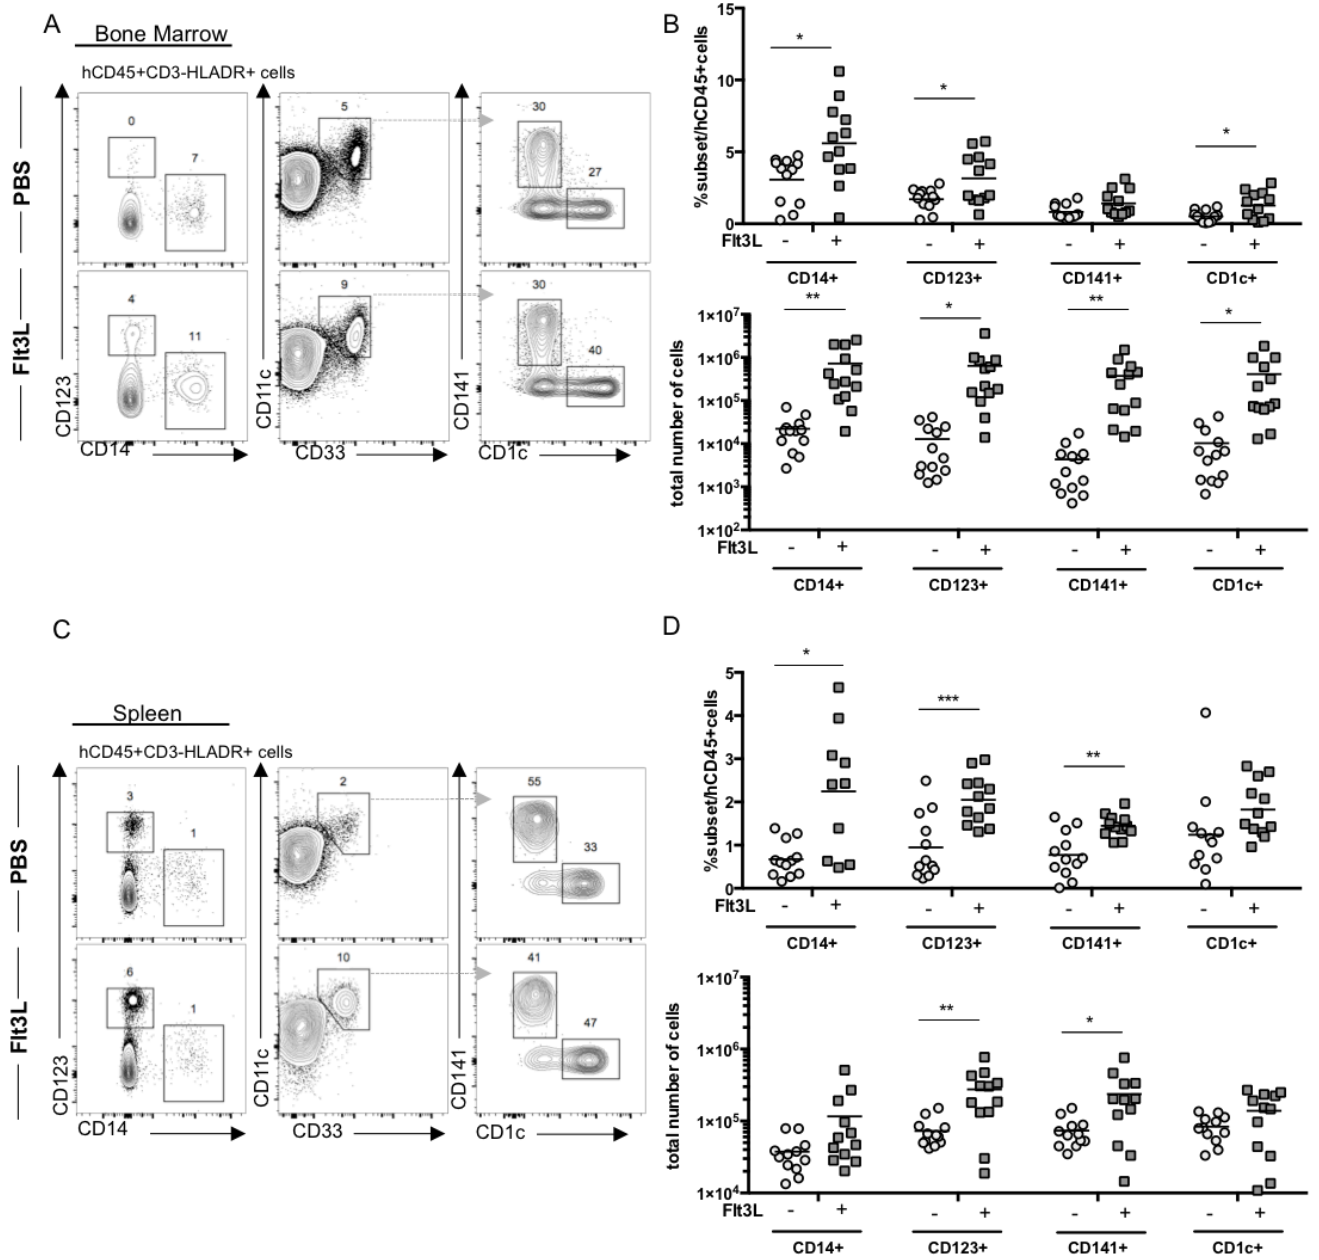 A
Bone Marrow
hCD45+CD3-HLADR+ cells
PBS
Flt3L
0
7
5
30
27
4
11
9
30
40
CD123
CD11c
CD141
CD14
CD33
CD1c
B
%subset/hCD45+cells
15
10
5
0
* * *
Flt3L - + - + - + - +
CD14+ CD123+ CD141+ CD1c+
total number of cells
** * ** *
1×10⁷
1×10⁶
1×10⁵
1×10⁴
1×10³
1×10²
Flt3L - + - + - + - +
CD14+ CD123+ CD141+ CD1c+
C
Spleen
hCD45+CD3-HLADR+ cells
PBS
Flt3L
3
1
2
55
33
6
1
10
41
47
CD123
CD11c
CD141
CD14
CD33
CD1c
D
%subset/hCD45+cells
* *** **
5
4
3
2
1
0
Flt3L - + - + - + - +
CD14+ CD123+ CD141+ CD1c+
total number of cells
1×10⁷
1×10⁶
1×10⁵
1×10⁴
** *
Flt3L - + - + - + - +
CD14+ CD123+ CD141+ CD1c+